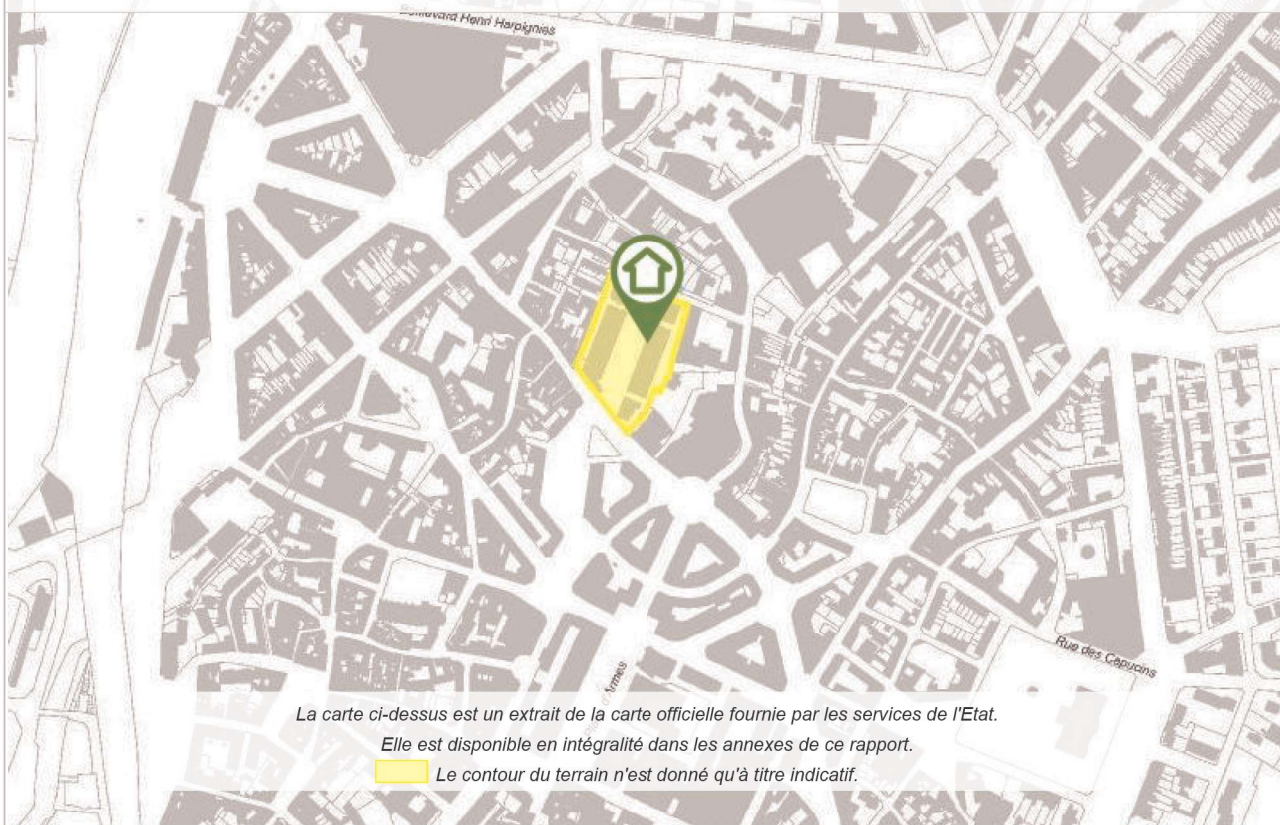 Boulevard Henri Harpignies
Rue des Capucins
Place d'Armes
La carte ci-dessus est un extrait de la carte officielle fournie par les services de l'Etat.
Elle est disponible en intégralité dans les annexes de ce rapport.
Le contour du terrain n'est donné qu'à titre indicatif.